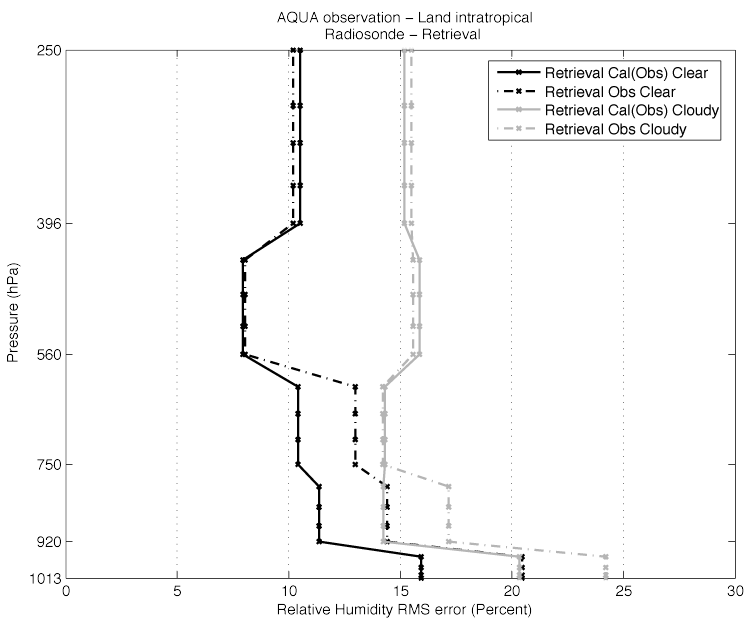 AQUA observation − Land intratropical
Radiosonde − Retrieval
Retrieval Cal(Obs) Clear
Retrieval Obs Clear
Retrieval Cal(Obs) Cloudy
Retrieval Obs Cloudy
Pressure (hPa)
250
396
560
750
920
1013
0 5 10 15 20 25 30
Relative Humidity RMS error (Percent)